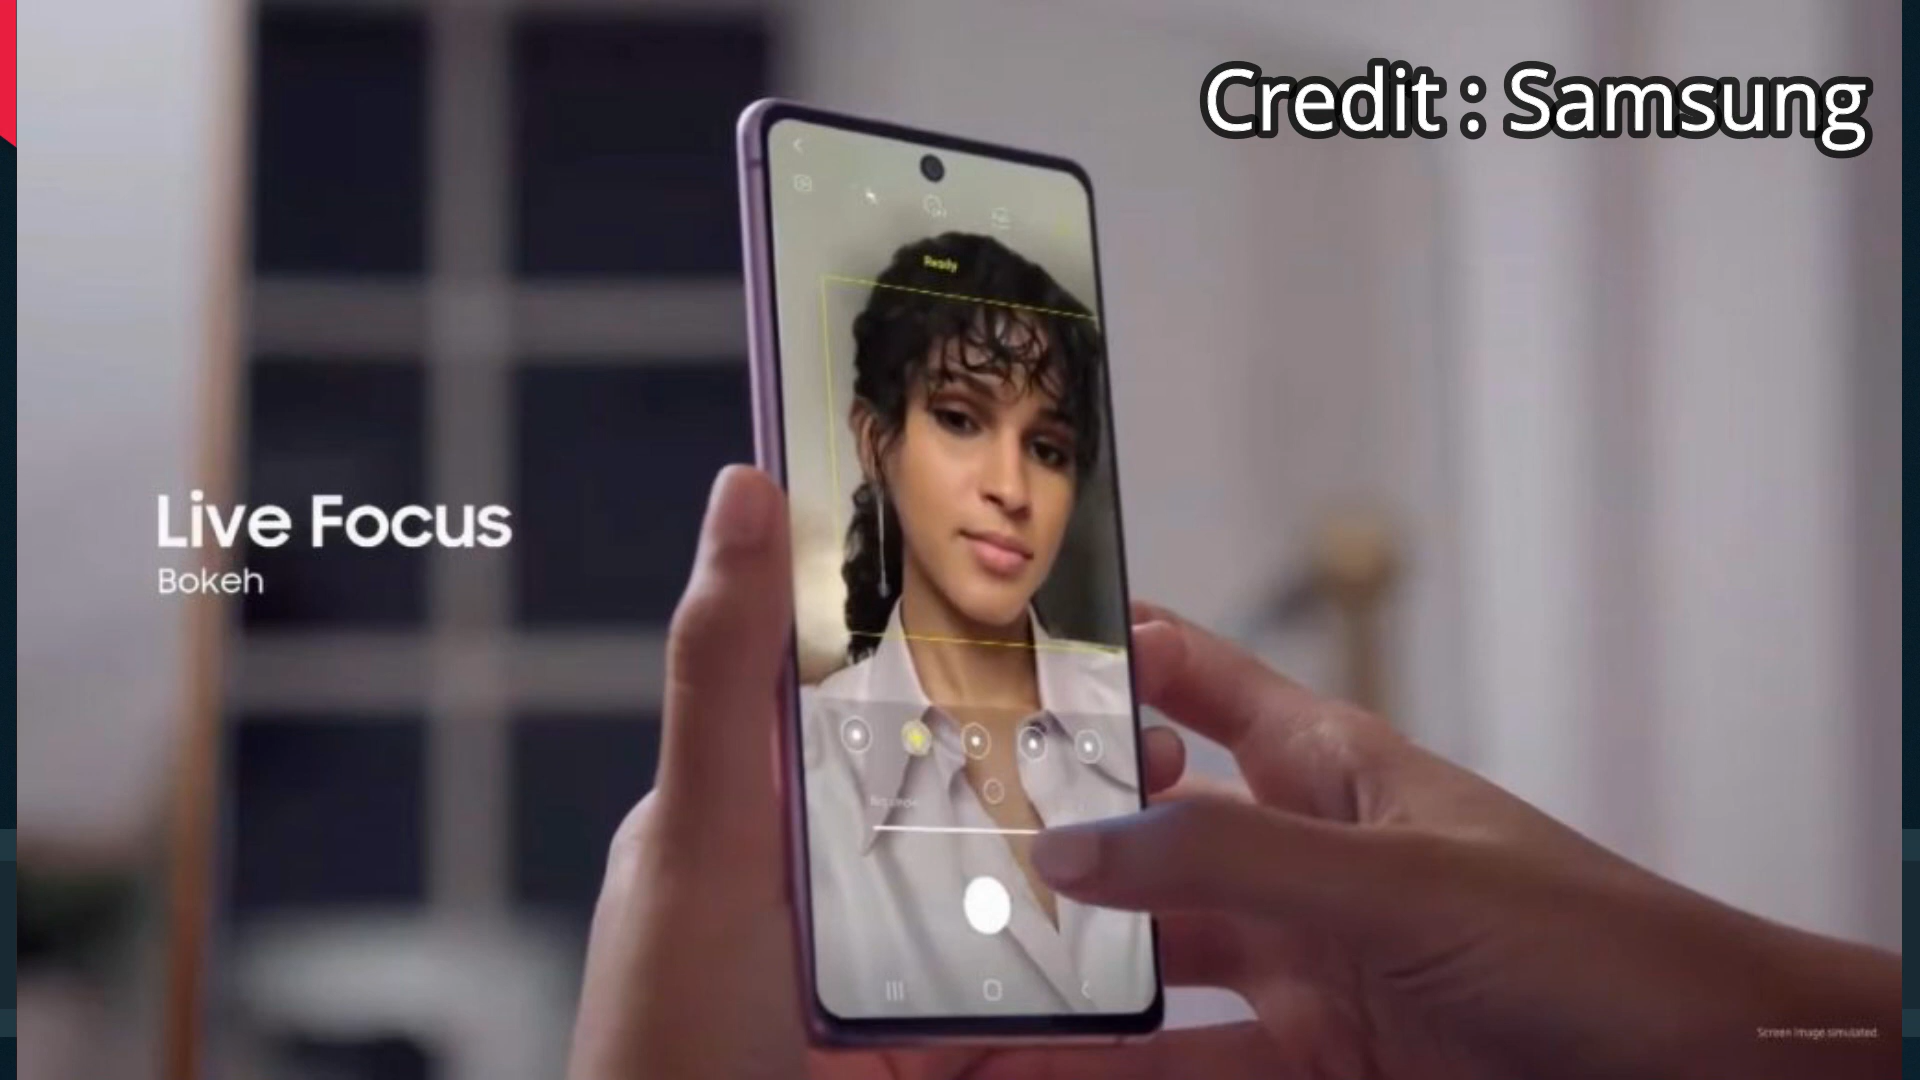 Credit : Samsung
Ready
Live Focus
Bokeh
Screen image simulated.